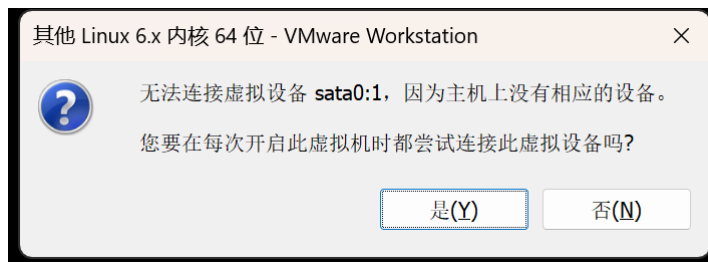 其他 Linux 6.x 内核 64 位 - VMware Workstation
无法连接虚拟设备 sata0:1，因为主机上没有相应的设备。
您要在每次开启此虚拟机时都尝试连接此虚拟设备吗?
是(Y)
否(N)